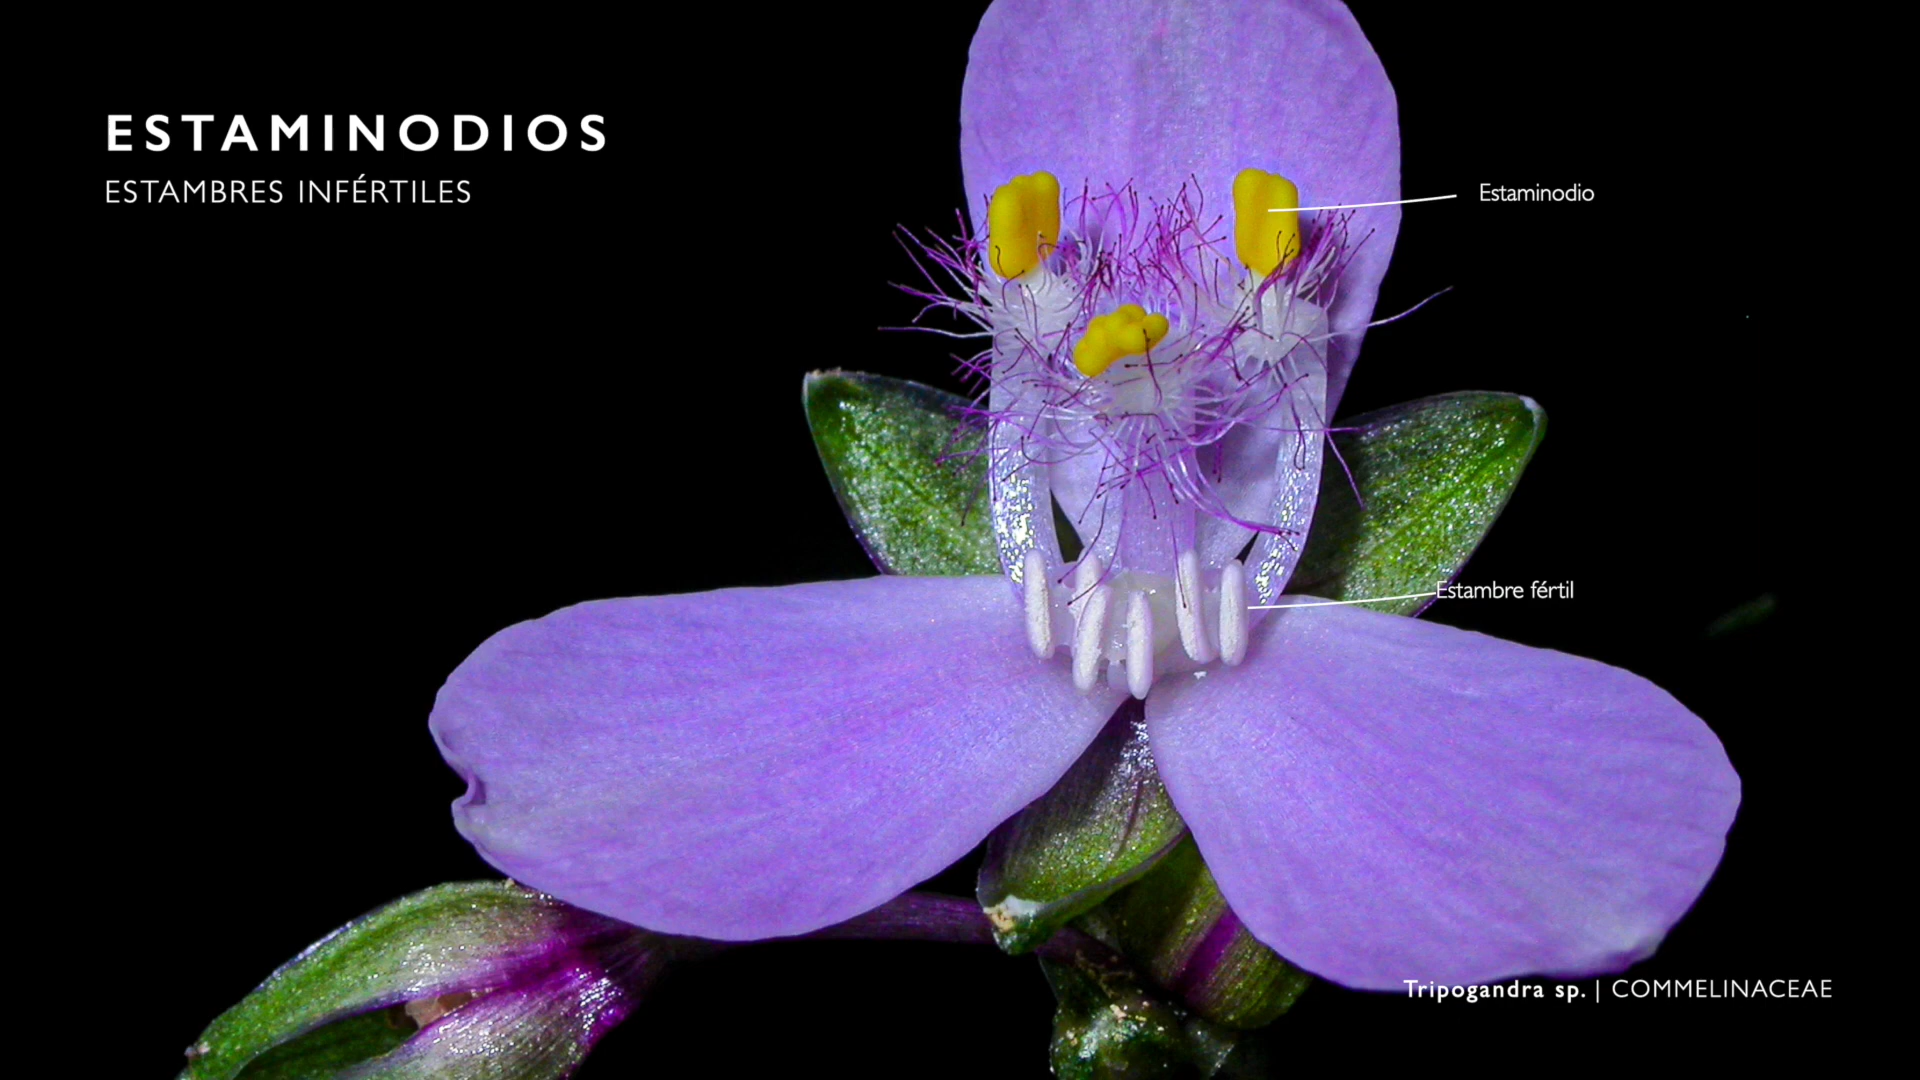 ESTAMINODIOS
ESTAMBRES INFÉRTILES
Estaminodio
Estambre fértil
Tripogandra sp. | COMMELINACEAE